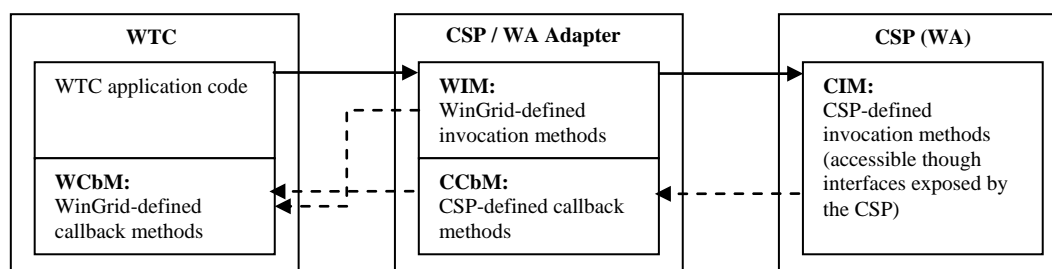 WTC
WTC application code
WCbM:
WinGrid-defined
callback methods
CSP / WA Adapter
WIM:
WinGrid-defined
invocation methods
CCbM:
CSP-defined callback
methods
CSP (WA)
CIM:
CSP-defined
invocation methods
(accessible though
interfaces exposed by
the CSP)